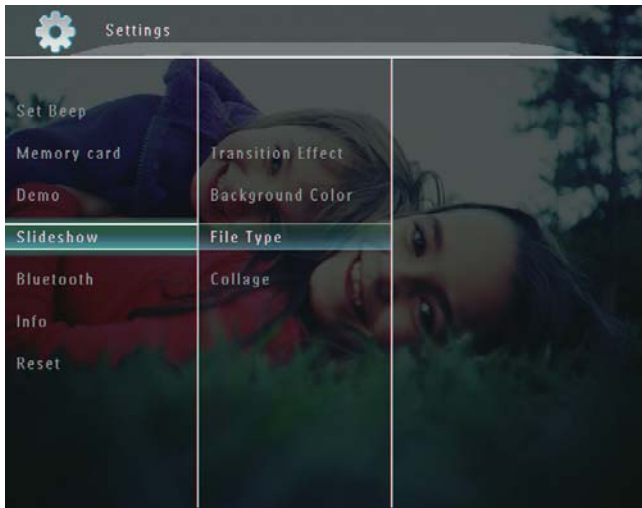 Settings
Set Beep
Memory card
Demo
Slideshow
Bluetooth
Info
Reset
Transition Effect
Background Color
File Type
Collage